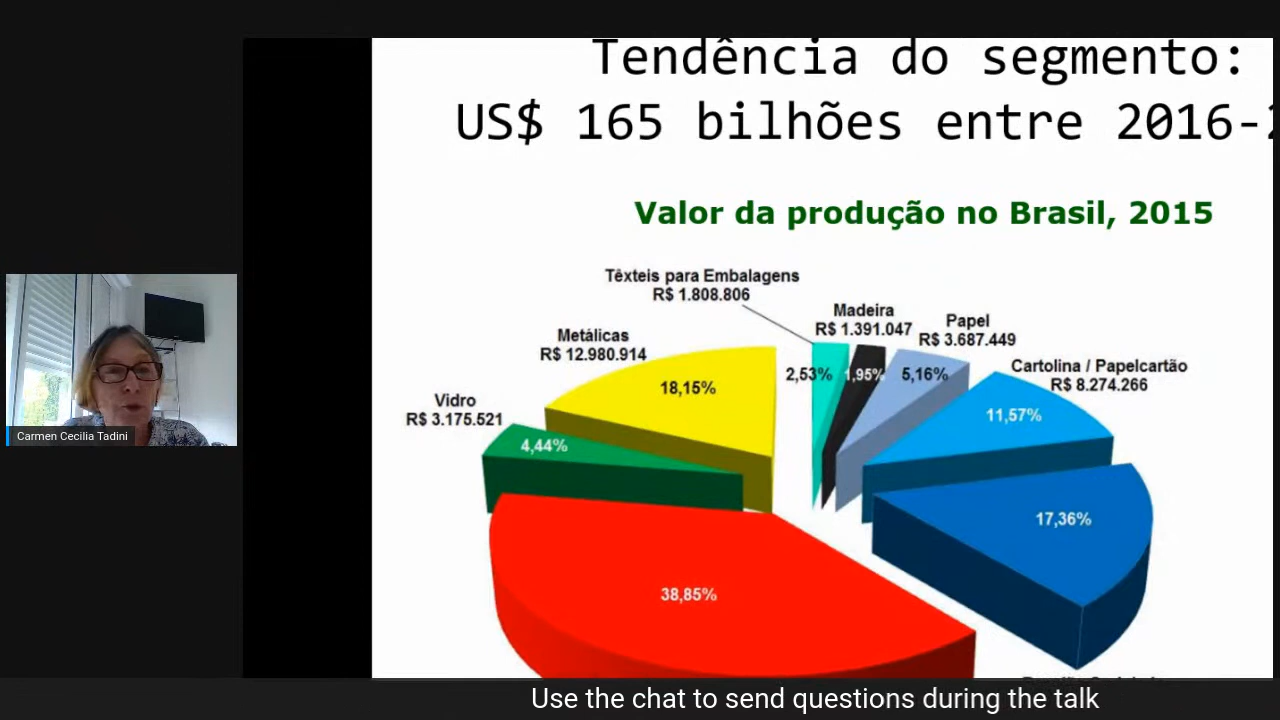 Tendência do segmento:
US$ 165 bilhões entre 2016-2
Valor da produção no Brasil, 2015
Têxteis para Embalagens
R$ 1.808.806
Madeira
R$ 1.391.047
Papel
R$ 3.687.449
Metálicas
R$ 12.980.914
Cartolina / Papelcartão
R$ 8.274.266
Vidro
R$ 3.175.521
2,53%
1,95%
5,16%
18,15%
11,57%
4,44%
17,36%
38,85%
Carmen Cecilia Tadini
Use the chat to send questions during the talk